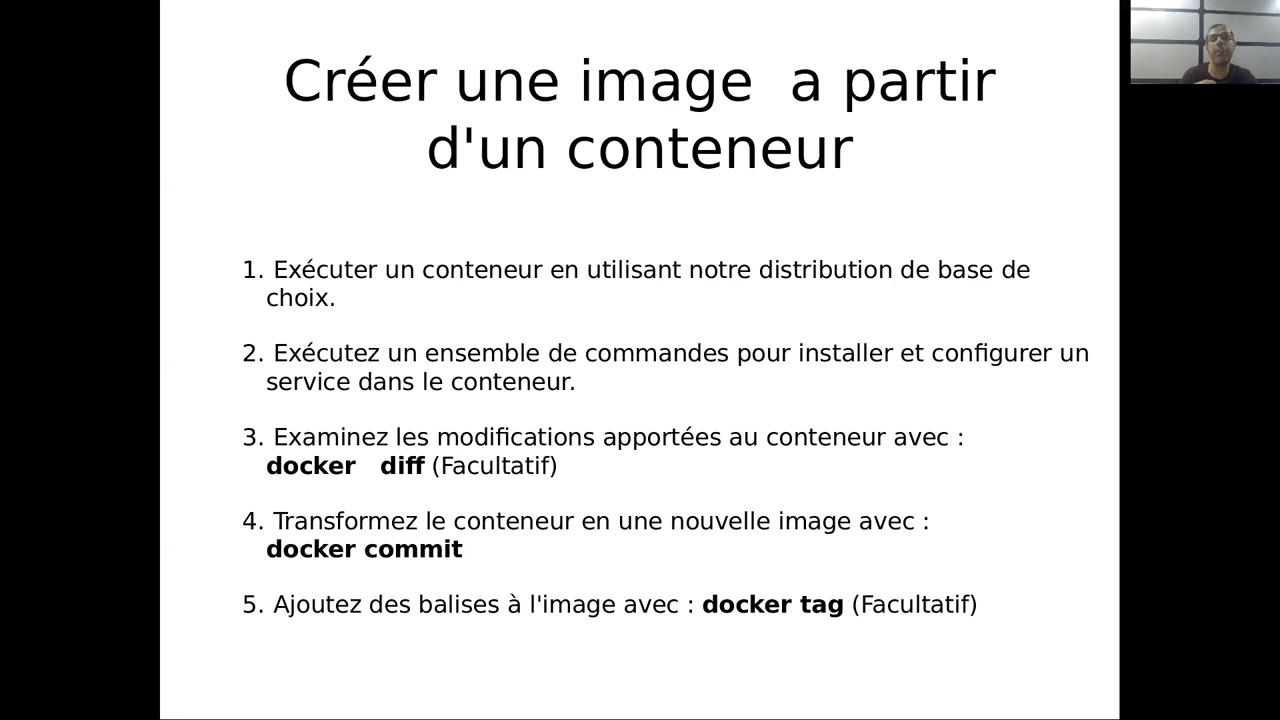 Créer une image  a partir
d'un conteneur
1. Exécuter un conteneur en utilisant notre distribution de base de
choix.
2. Exécutez un ensemble de commandes pour installer et configurer un
service dans le conteneur.
3. Examinez les modifications apportées au conteneur avec :
docker   diff (Facultatif)
4. Transformez le conteneur en une nouvelle image avec :
docker commit
5. Ajoutez des balises à l'image avec : docker tag (Facultatif)